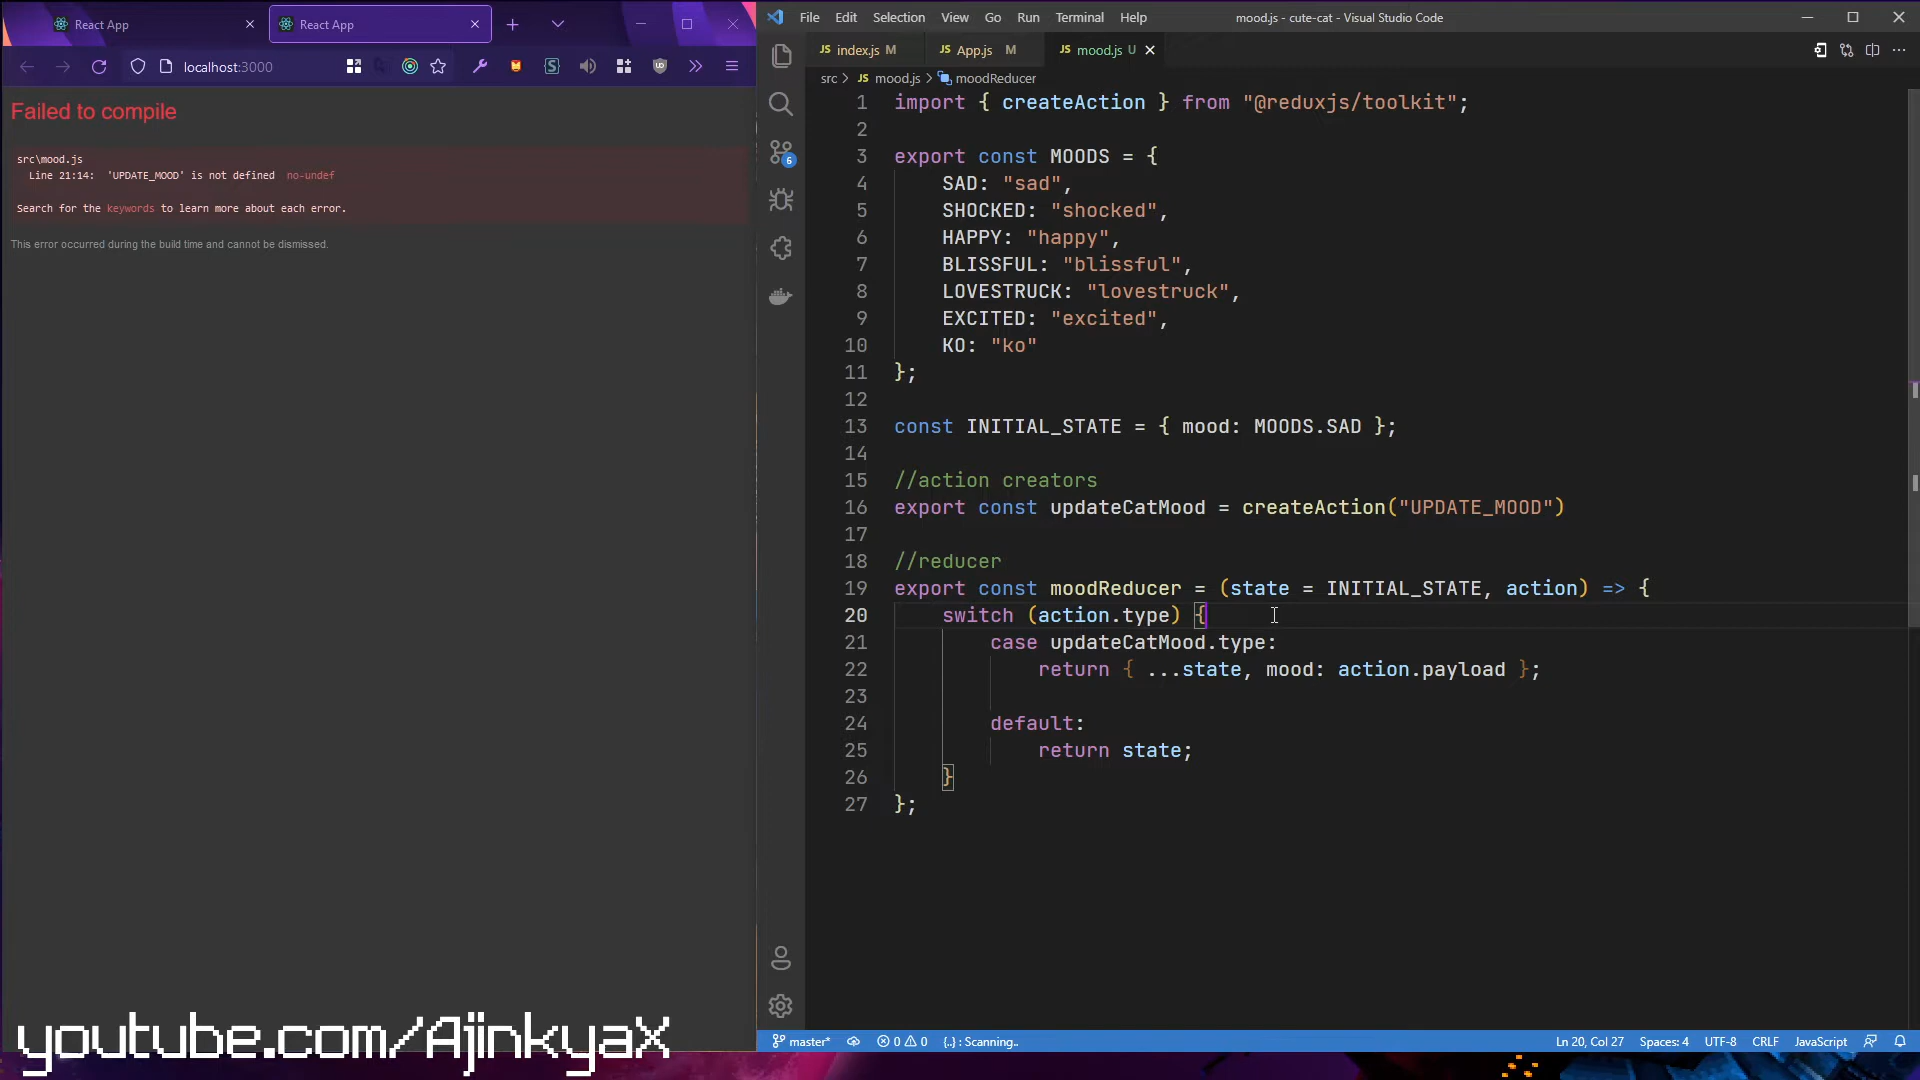 React App
React App
localhost:3000
Failed to compile
src\mood.js
Line 21:14: 'UPDATE_MOOD' is not defined no-undef
Search for the keywords to learn more about each error.
This error occurred during the build time and cannot be dismissed.
youtube.com/AjinkyaX
File Edit Selection View Go Run Terminal Help
mood.js - cute-cat - Visual Studio Code
JS index.js M
JS App.js M
JS mood.js U
src > JS mood.js > moodReducer
6
1 import { createAction } from "@reduxjs/toolkit";
2
3 export const MOODS = {
4 SAD: "sad",
5 SHOCKED: "shocked",
6 HAPPY: "happy",
7 BLISSFUL: "blissful",
8 LOVESTRUCK: "lovestruck",
9 EXCITED: "excited",
10 KO: "ko"
11 };
12
13 const INITIAL_STATE = { mood: MOODS.SAD };
14
15 //action creators
16 export const updateCatMood = createAction("UPDATE_MOOD")
17
18 //reducer
19 export const moodReducer = (state = INITIAL_STATE, action) => {
20 switch (action.type) {
21 case updateCatMood.type:
22 return { ...state, mood: action.payload };
23
24 default:
25 return state;
26 }
27 };
master* 0 0 {..} : Scanning.. Ln 20, Col 27 Spaces: 4 UTF-8 CRLF JavaScript